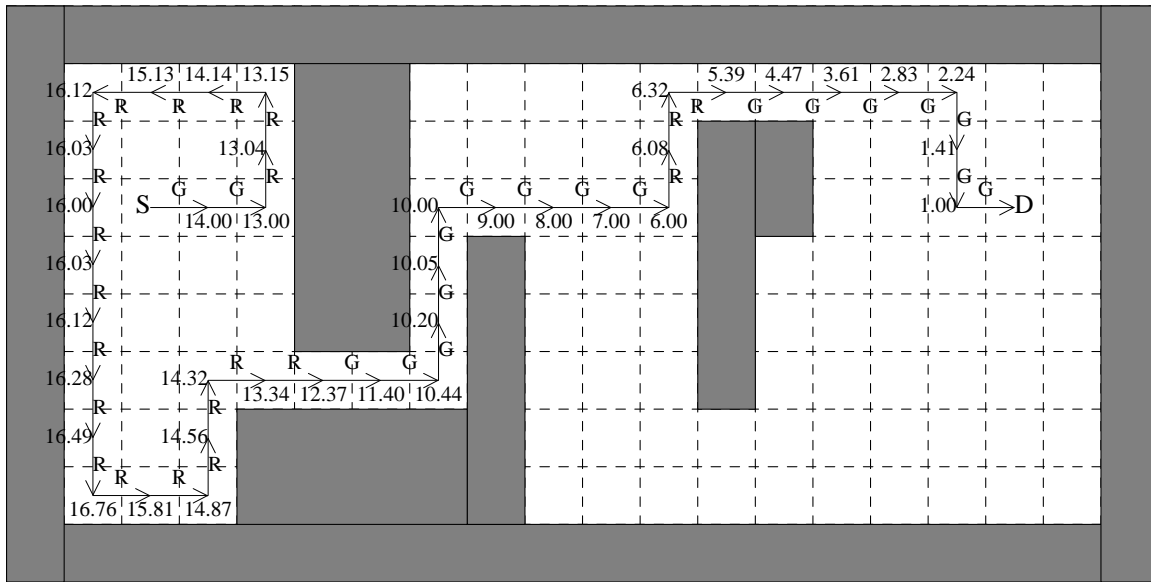 15.13 14.14 13.15 5.39 4.47 3.61 2.83 2.24
16.12 6.32
R R R R G G G G
R R R G
16.03 13.04 6.08 1.41
R R R G
G G G G G G G
16.00 S 10.00 1.00 D
14.00 13.00 9.00 8.00 7.00 6.00
R G
16.03 10.05
R G
16.12 10.20
R G
R R G G
16.28 14.32
13.34 12.37 11.40 10.44
R R
16.49 14.56
R R
R R
16.76 15.81 14.87